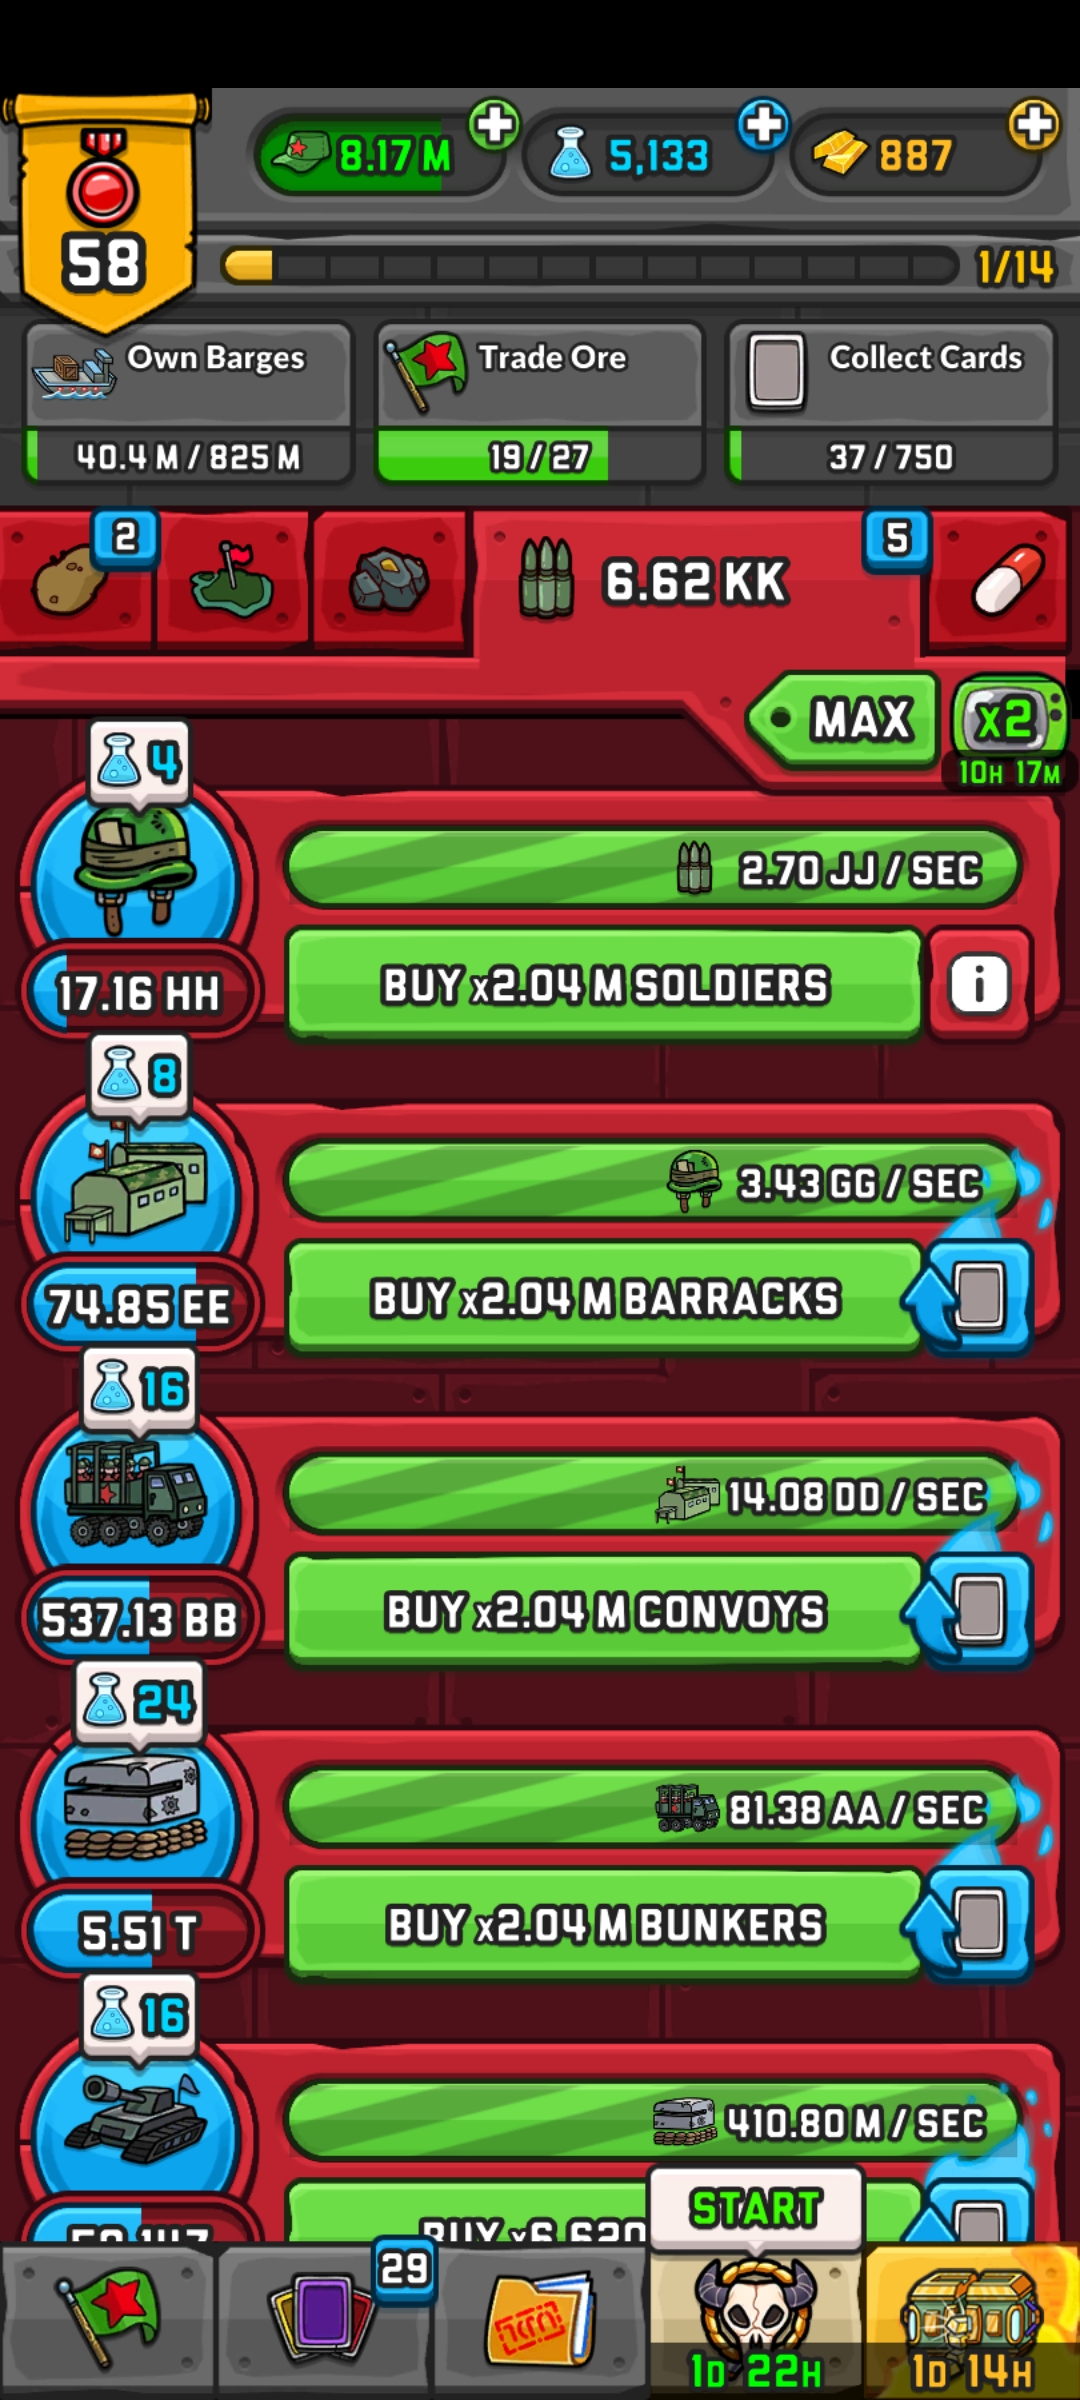 8.17 M
5,133
887
58
1/14
Own Barges
Trade Ore
Collect Cards
40.4 M / 825 M
19 / 27
37 / 750
2
6.62 KK
5
MAX
x2
10H 17M
4
2.70 JJ / SEC
17.16 HH
BUY x2.04 M SOLDIERS
i
8
3.43 GG / SEC
74.85 EE
BUY x2.04 M BARRACKS
16
14.08 DD / SEC
537.13 BB
BUY x2.04 M CONVOYS
24
81.38 AA / SEC
5.51 T
BUY x2.04 M BUNKERS
16
410.80 M / SEC
START
29
1D 22H
1D 14H